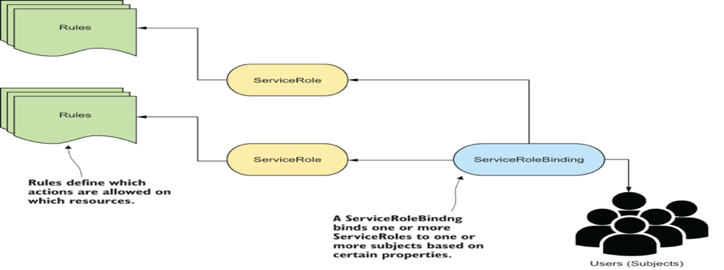 Rules
ServiceRole
Rules
ServiceRole
ServiceRoleBinding
Rules define which
actions are allowed on
which resources.
A ServiceRoleBindng
binds one or more
ServiceRoles to one or
more subjects based on
certain properties.
Users (Subjects)